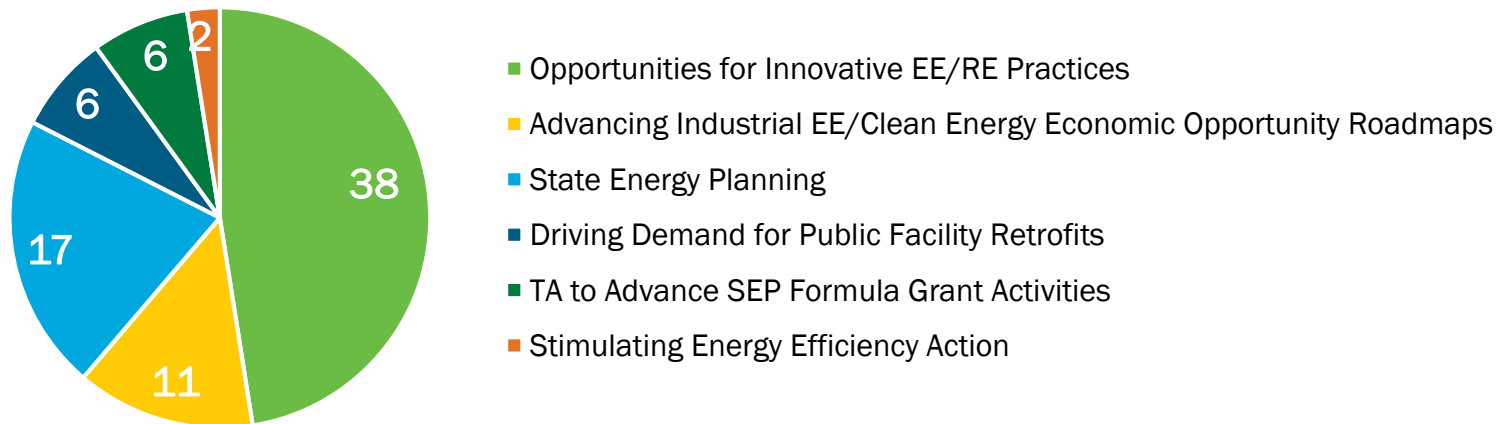 38
11
17
6
6
2
Opportunities for Innovative EE/RE Practices
Advancing Industrial EE/Clean Energy Economic Opportunity Roadmaps
State Energy Planning
Driving Demand for Public Facility Retrofits
TA to Advance SEP Formula Grant Activities
Stimulating Energy Efficiency Action